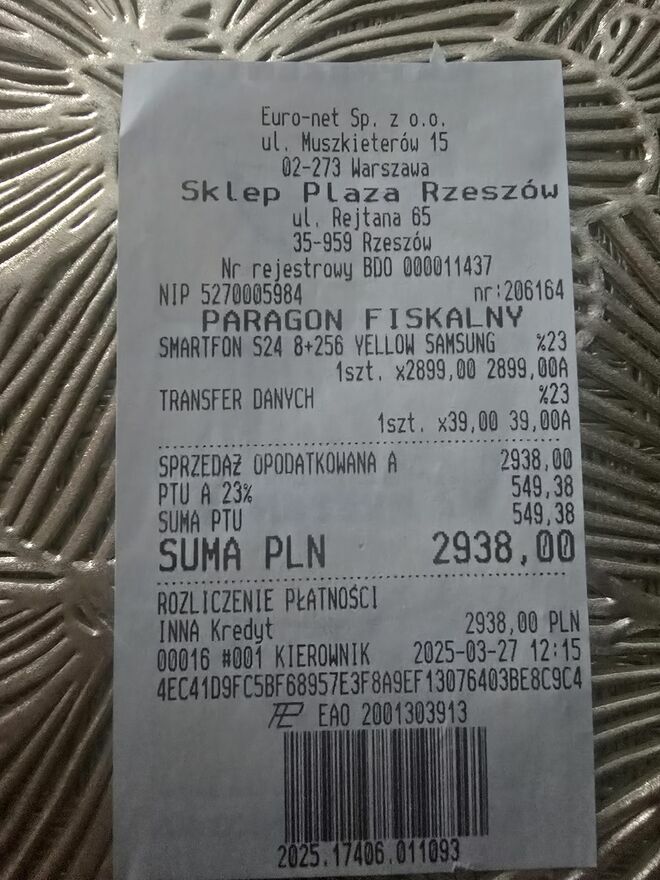 Euro-net Sp. z o.o.
ul. Muszkieterów 15
02-273 Warszawa
Sklep Plaza Rzeszów
ul. Rejtana 65
35-959 Rzeszów
Nr rejestrowy BDO 000011437
NIP 5270005984 nr:206164
PARAGON FISKALNY
SMARTFON S24 8+256 YELLOW SAMSUNG %23
1szt. x2899,00 2899,00A
TRANSFER DANYCH %23
1szt. x39,00 39,00A
SPRZEDAŻ OPODATKOWANA A 2938,00
PTU A 23% 549,38
SUMA PTU 549,38
SUMA PLN 2938,00
ROZLICZENIE PŁATNOŚCI
INNA Kredyt 2938,00 PLN
00016 #001 KIEROWNIK 2025-03-27 12:15
4EC41D9FC5BF68957E3F8A9EF13076403BE8C9C4
EAO 2001303913
2025.17406.011093